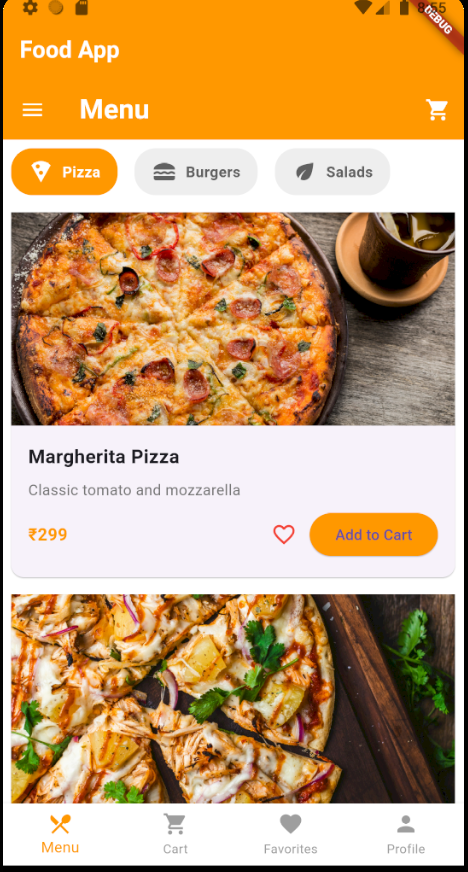 8:55
DEBUG
Food App
Menu
Pizza
Burgers
Salads
Margherita Pizza
Classic tomato and mozzarella
₹299
Add to Cart
Menu
Cart
Favorites
Profile